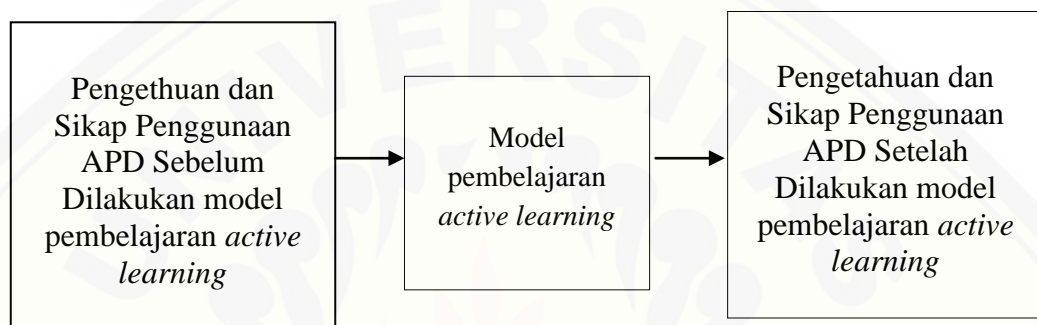 Pengethuan dan
Sikap Penggunaan
APD Sebelum
Dilakukan model
pembelajaran active
learning
Model
pembelajaran
active learning
Pengetahuan dan
Sikap Penggunaan
APD Setelah
Dilakukan model
pembelajaran active
learning
UNIVERSITAS